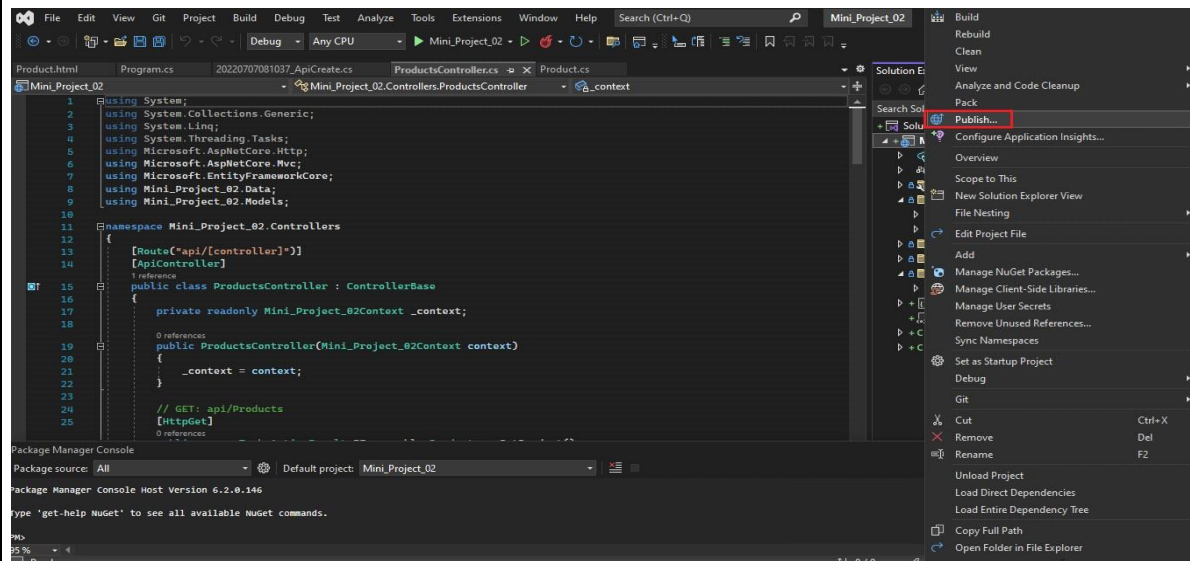 File Edit View Git Project Build Debug Test Analyze Tools Extensions Window Help Search (Ctrl+Q) Mini_Project_02
Debug Any CPU Mini_Project_02
Product.html Program.cs 20220707081037_ApiCreate.cs ProductsController.cs Product.cs
Mini_Project_02 Mini_Project_02.Controllers.ProductsController _context
1 using System;
2 using System.Collections.Generic;
3 using System.Linq;
4 using System.Threading.Tasks;
5 using Microsoft.AspNetCore.Http;
6 using Microsoft.AspNetCore.Mvc;
7 using Microsoft.EntityFrameworkCore;
8 using Mini_Project_02.Data;
9 using Mini_Project_02.Models;
10
11 namespace Mini_Project_02.Controllers
12 {
13 [Route("api/[controller]")]
14 [ApiController]
1 reference
15 public class ProductsController : ControllerBase
16 {
17 private readonly Mini_Project_02Context _context;
18
0 references
19 public ProductsController(Mini_Project_02Context context)
20 {
21 _context = context;
22 }
23
24 // GET: api/Products
25 [HttpGet]
0 references
Package Manager Console
Package source: All Default project: Mini_Project_02
Package Manager Console Host Version 6.2.0.146
Type 'get-help NuGet' to see all available NuGet commands.
PM>
95 %
Solution E
Search Sol
Solu
Build
Rebuild
Clean
View
Analyze and Code Cleanup
Pack
Publish...
Configure Application Insights...
Overview
Scope to This
New Solution Explorer View
File Nesting
Edit Project File
Add
Manage NuGet Packages...
Manage Client-Side Libraries...
Manage User Secrets
Remove Unused References...
Sync Namespaces
Set as Startup Project
Debug
Git
Cut Ctrl+X
Remove Del
Rename F2
Unload Project
Load Direct Dependencies
Load Entire Dependency Tree
Copy Full Path
Open Folder in File Explorer